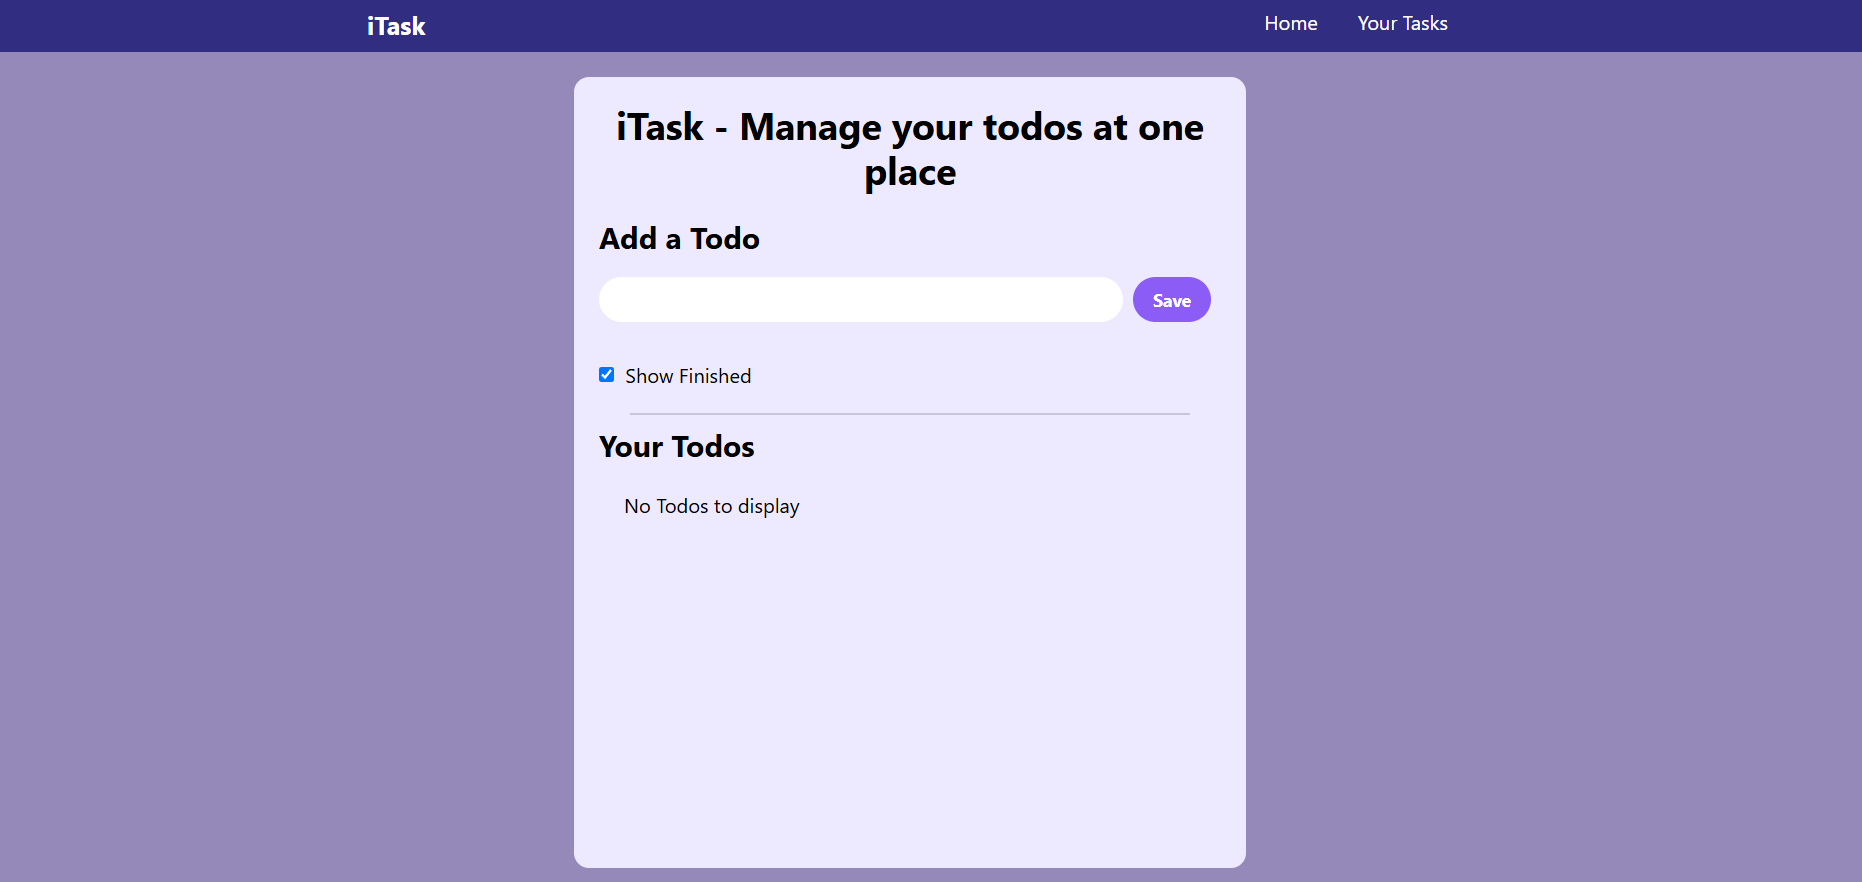 iTask
Home
Your Tasks
iTask - Manage your todos at one
place
Add a Todo
Save
Show Finished
Your Todos
No Todos to display